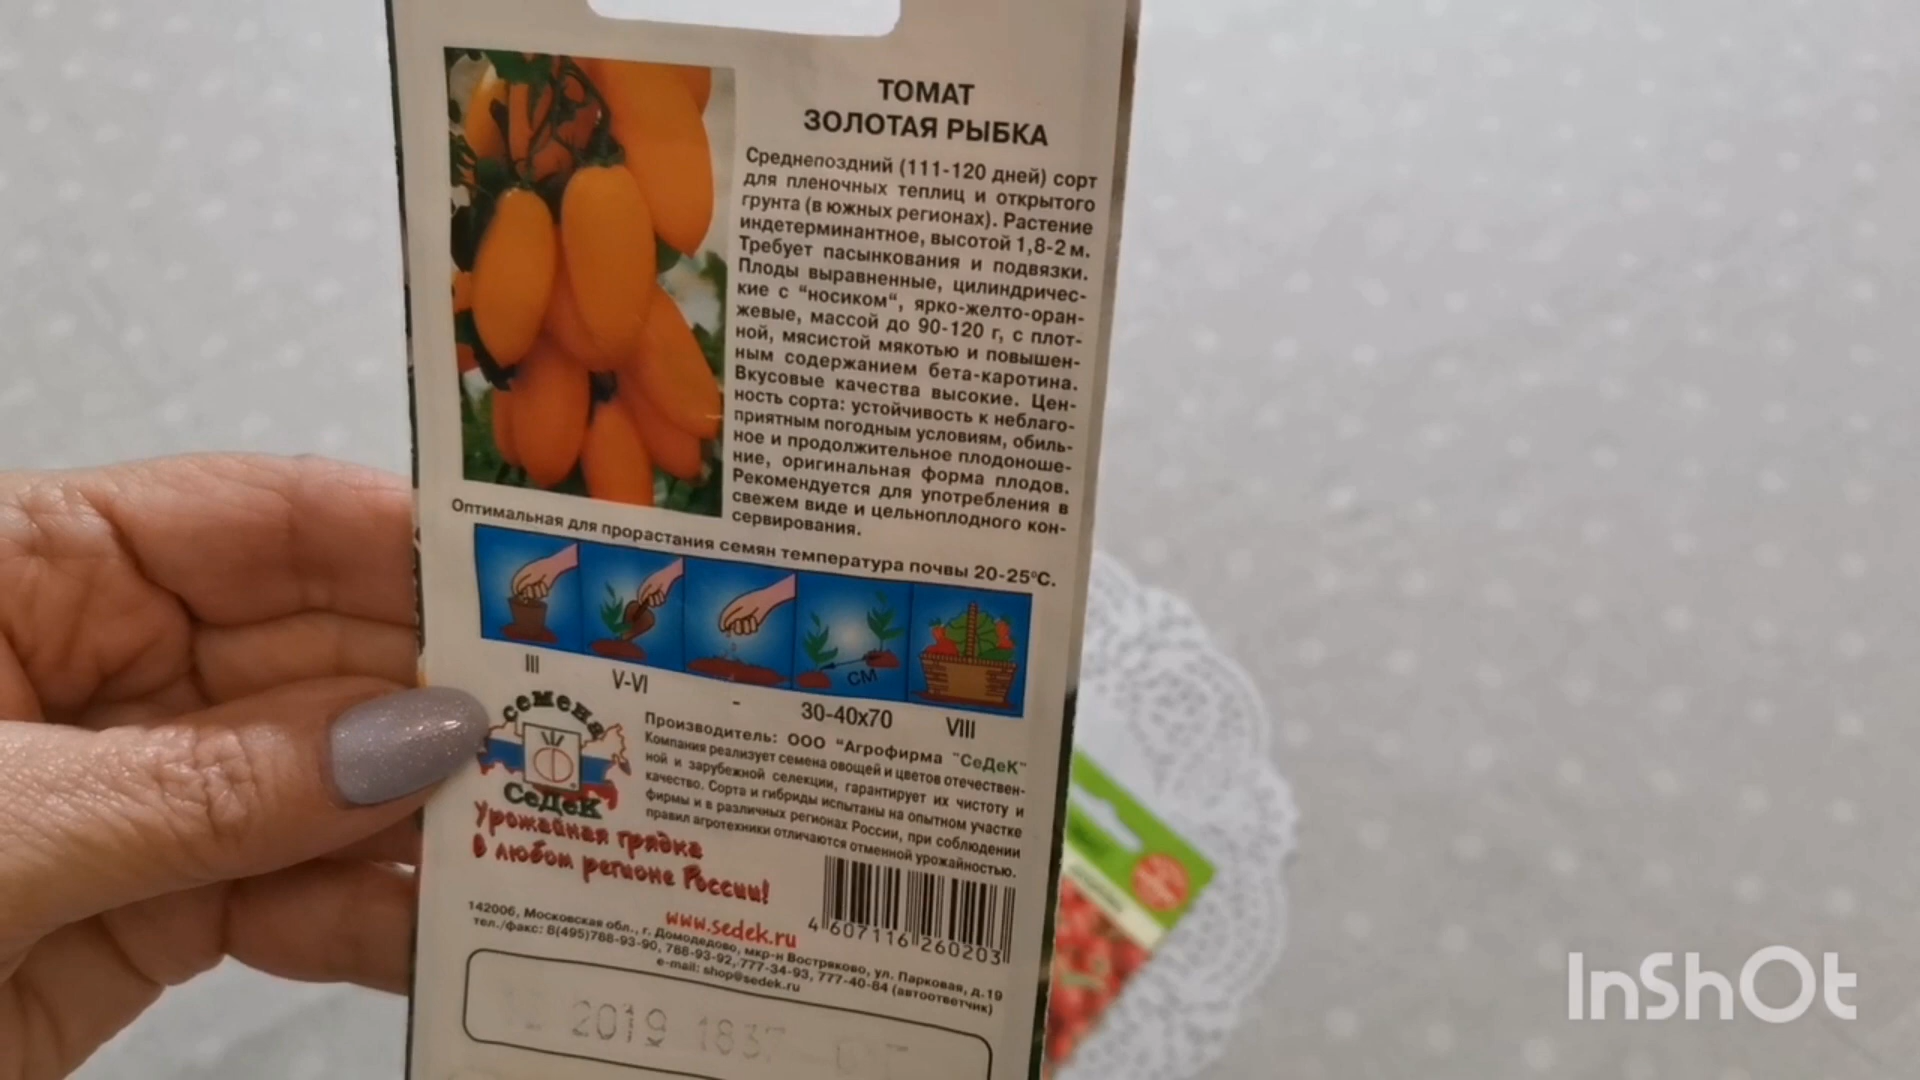 ТОМАТ
ЗОЛОТАЯ РЫБКА
Среднепоздний (111-120 дней) сорт
для пленочных теплиц и открытого
грунта (в южных регионах). Растение
индетерминантное, высотой 1,8-2 м.
Требует пасынкования и подвязки.
Плоды выравненные, цилиндричес-
кие с “носиком“, ярко-желто-оран-
жевые, массой до 90-120 г, с плот-
ной, мясистой мякотью и повышен-
ным содержанием бета-каротина.
Вкусовые качества высокие. Цен-
ность сорта: устойчивость к неблаго-
приятным погодным условиям, обиль-
ное и продолжительное плодоноше-
ние, оригинальная форма плодов.
Рекомендуется для употребления в
свежем виде и цельноплодного кон-
сервирования.
Оптимальная для прорастания семян температура почвы 20-25°С.
СМ
III V-VI - 30-40x70 VIII
семена
СеДеК
Урожайная грядка
в любом регионе России!
Производитель: ООО “Агрофирма “СеДеК“
Компания реализует семена овощей и цветов отечествен-
ной и зарубежной селекции, гарантирует их чистоту и
качество. Сорта и гибриды испытаны на опытном участке
фирмы и в различных регионах России, при соблюдении
правил агротехники отличаются отменной урожайностью.
www.sedek.ru
4 607116 260203
142006, Московская обл., г. Домодедово, мкр-н Востряково, ул. Парковая, д.19
тел./факс: 8(495)788-93-90, 788-93-92, 777-34-93, 777-40-84 (автоответчик)
e-mail: shop@sedek.ru
2019 1837
InShOt